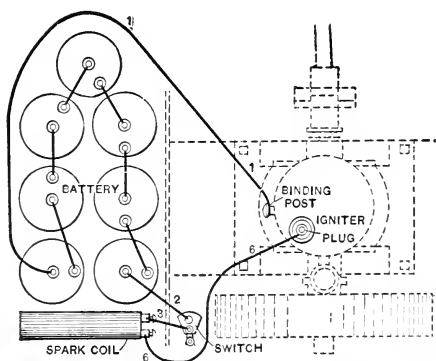 1
1
BATTERY
BINDING
POST
IGNITER
PLUG
6
2
3
SWITCH
SPARK COIL
6